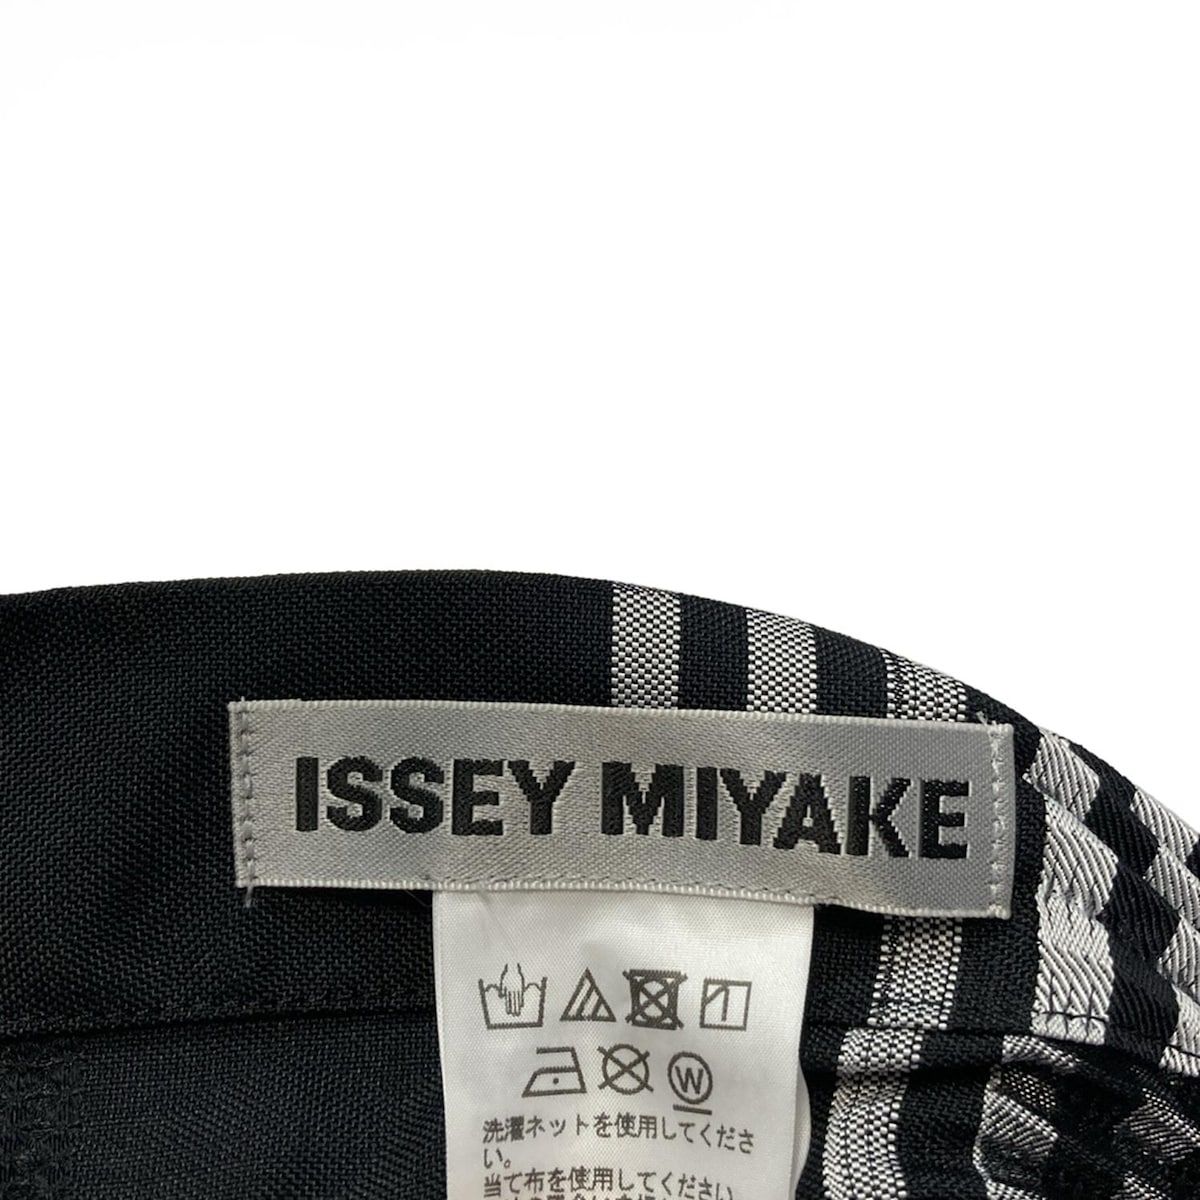 ISSEY MIYAKE
W
洗濯ネットを使用してくださ
い。
当て布を使用してください。